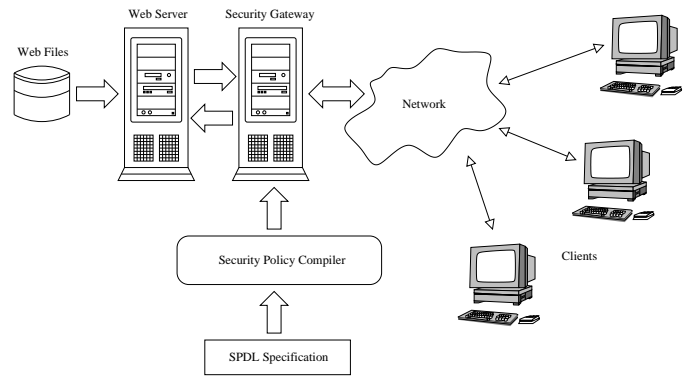 Web Server
Security Gateway
Web Files
Network
Security Policy Compiler
Clients
SPDL Specification